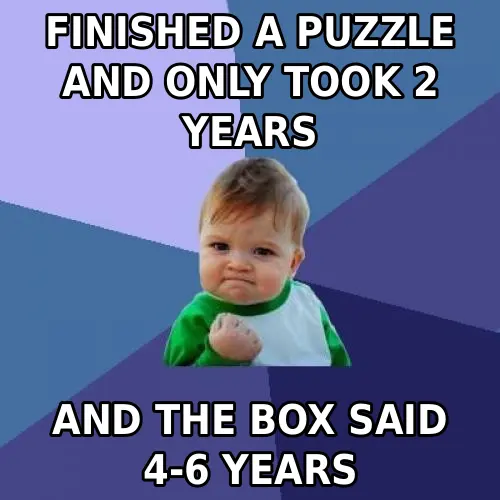 FINISHED A PUZZLE
AND ONLY TOOK 2
YEARS
AND THE BOX SAID
4-6 YEARS